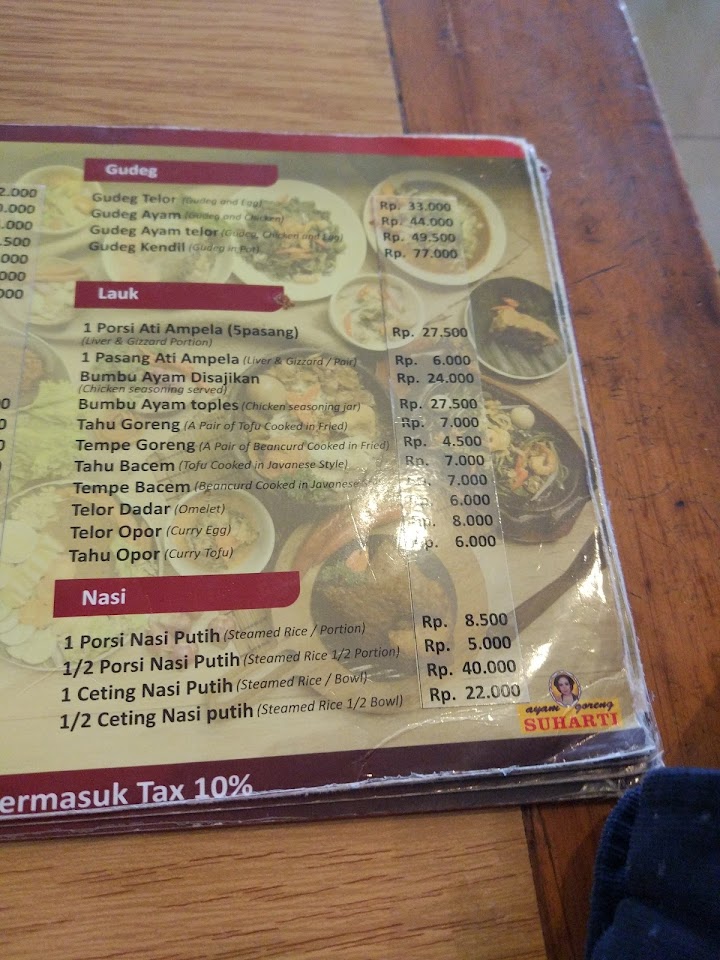 Gudeg
Gudeg Telor (Gudeg and Egg) Rp. 33.000
Gudeg Ayam (Gudeg and Chicken) Rp. 44.000
Gudeg Ayam telor (Gudeg, Chicken and Egg) Rp. 49.500
Gudeg Kendil (Gudeg in Pot) Rp. 77.000
Lauk
1 Porsi Ati Ampela (5pasang) Rp. 27.500
(Liver & Gizzard Portion)
1 Pasang Ati Ampela (Liver & Gizzard / Pair) Rp. 6.000
Bumbu Ayam Disajikan Rp. 24.000
(Chicken seasoning served)
Bumbu Ayam toples (Chicken seasoning jar) Rp. 27.500
Tahu Goreng (A Pair of Tofu Cooked in Fried) Rp. 7.000
Tempe Goreng (A Pair of Beancurd Cooked in Fried) Rp. 4.500
Tahu Bacem (Tofu Cooked in Javanese Style) Rp. 7.000
Tempe Bacem (Beancurd Cooked in Javanese Rp. 7.000
Telor Dadar (Omelet) Rp. 6.000
Telor Opor (Curry Egg) Rp. 8.000
Tahu Opor (Curry Tofu) Rp. 6.000
Nasi
1 Porsi Nasi Putih (Steamed Rice / Portion) Rp. 8.500
1/2 Porsi Nasi Putih (Steamed Rice 1/2 Portion) Rp. 5.000
1 Ceting Nasi Putih (Steamed Rice / Bowl) Rp. 40.000
1/2 Ceting Nasi putih (Steamed Rice 1/2 Bowl) Rp. 22.000
ayam goreng
SUHARTI
ermasuk Tax 10%